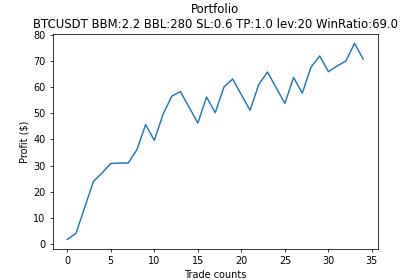 Portfolio
BTCUSDT BBM:2.2 BBL:280 SL:0.6 TP:1.0 lev:20 WinRatio:69.0
80
70
60
50
40
30
20
10
0
Profit ($)
0 5 10 15 20 25 30 35
Trade counts